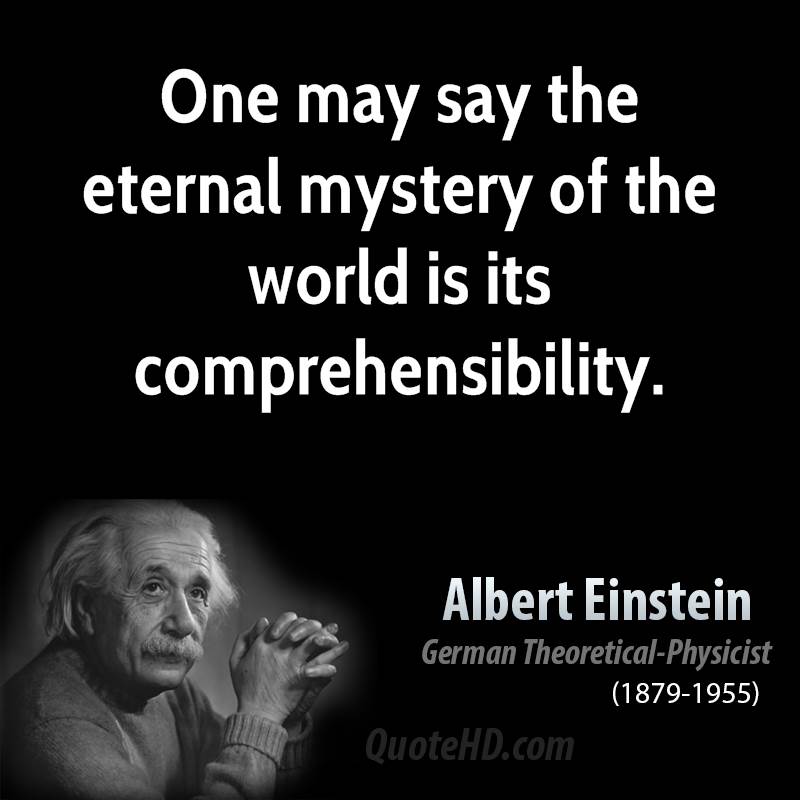 One may say the
eternal mystery of the
world is its
comprehensibility.
Albert Einstein
German Theoretical-Physicist
(1879-1955)
QuoteHD.com